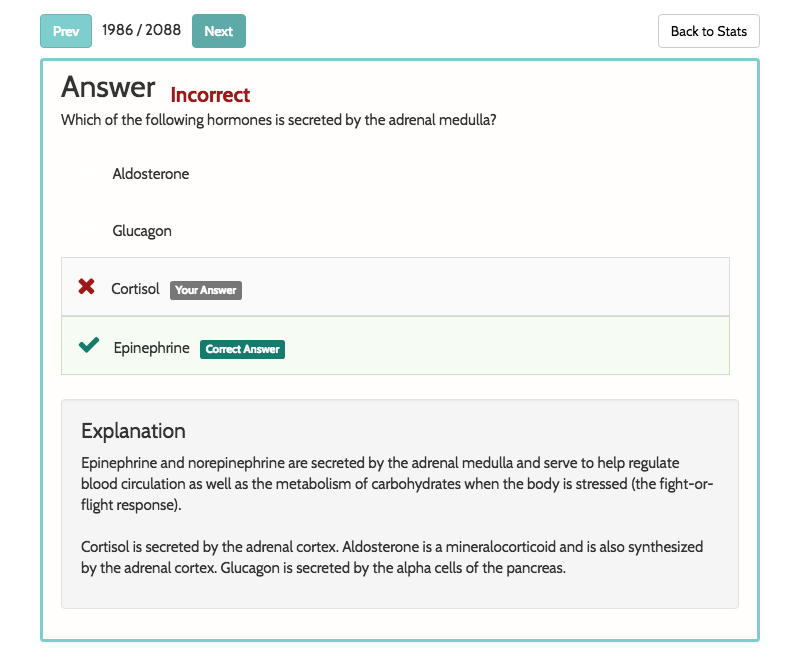 Prev 1986 / 2088 Next Back to Stats
Answer Incorrect
Which of the following hormones is secreted by the adrenal medulla?
Aldosterone
Glucagon
Cortisol Your Answer
Epinephrine Correct Answer
Explanation
Epinephrine and norepinephrine are secreted by the adrenal medulla and serve to help regulate
blood circulation as well as the metabolism of carbohydrates when the body is stressed (the fight-or-
flight response).
Cortisol is secreted by the adrenal cortex. Aldosterone is a mineralocorticoid and is also synthesized
by the adrenal cortex. Glucagon is secreted by the alpha cells of the pancreas.